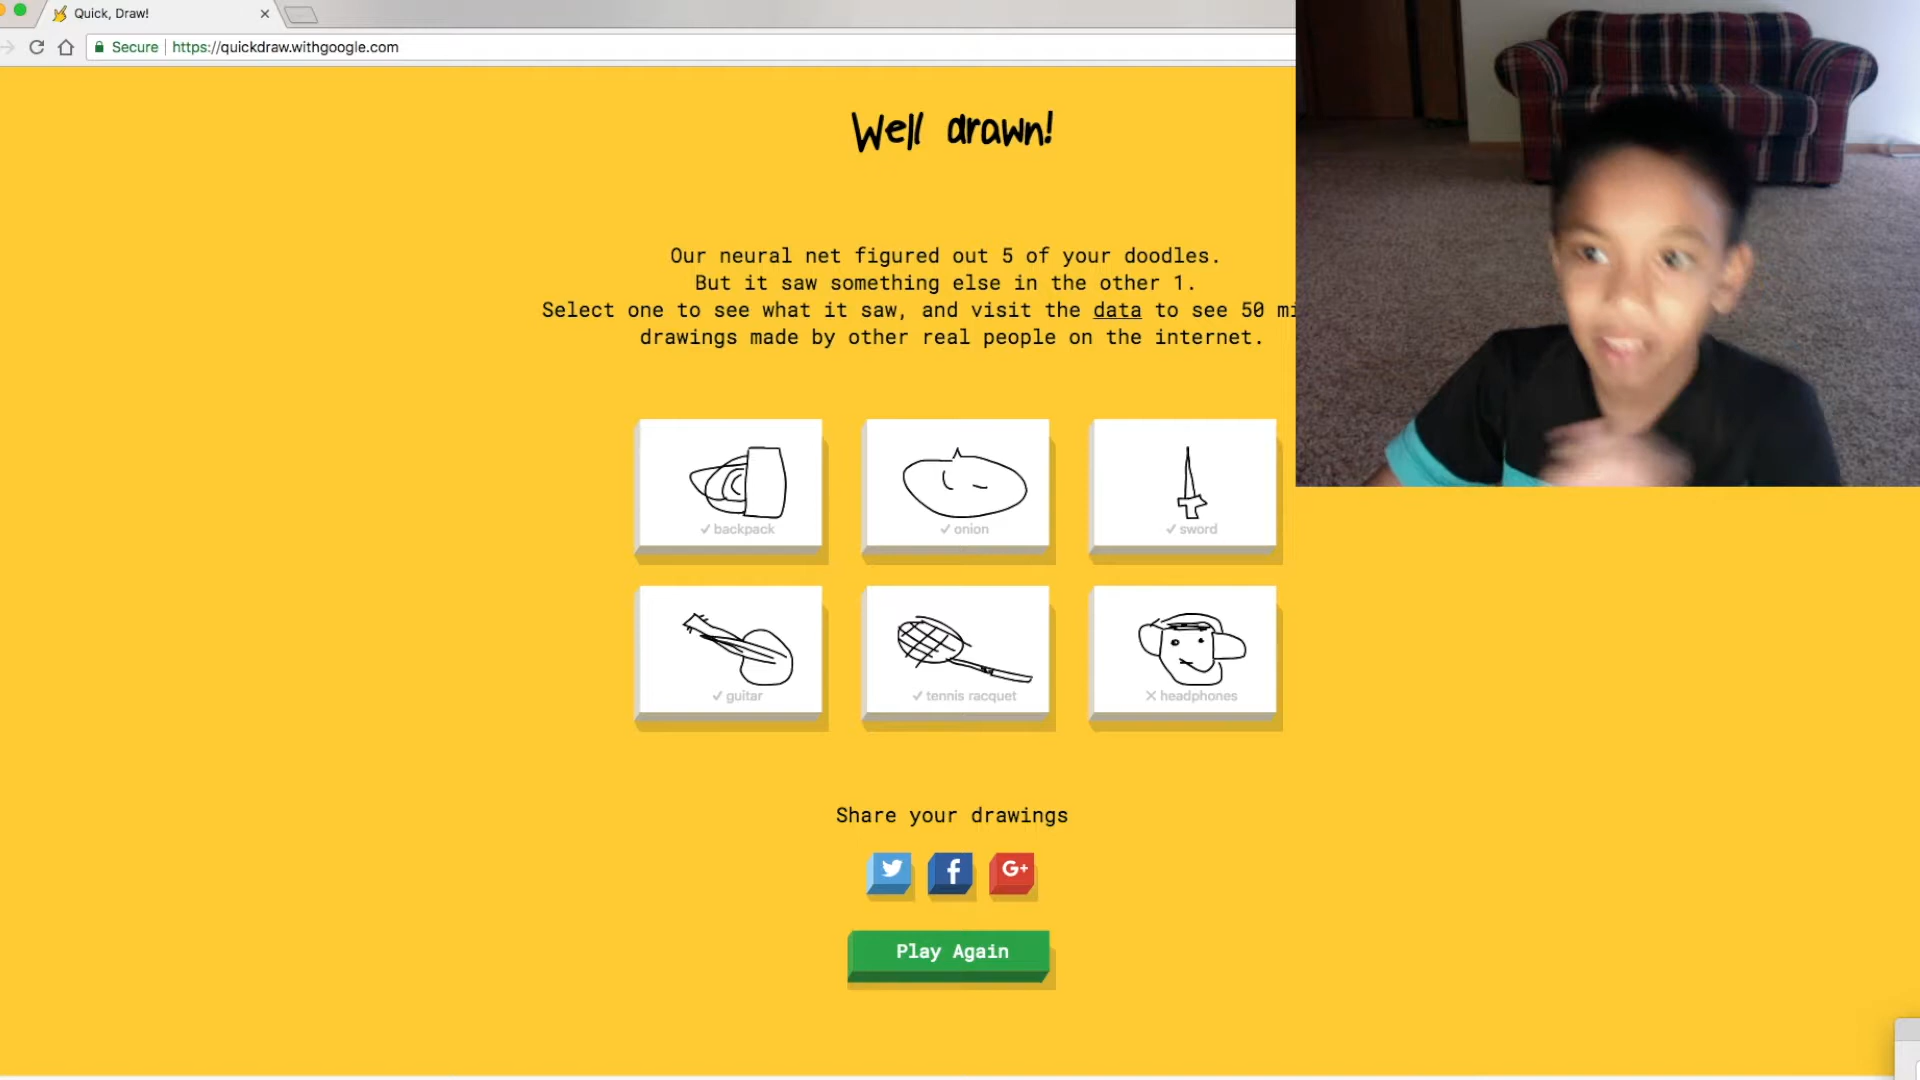 Quick, Draw!
Secure
https://quickdraw.withgoogle.com
Well drawn!
Our neural net figured out 5 of your doodles.
But it saw something else in the other 1.
Select one to see what it saw, and visit the data to see 50 mi
drawings made by other real people on the internet.
✓ backpack
✓ onion
✓ sword
✓ guitar
✓ tennis racquet
✕ headphones
Share your drawings
f
G+
Play Again